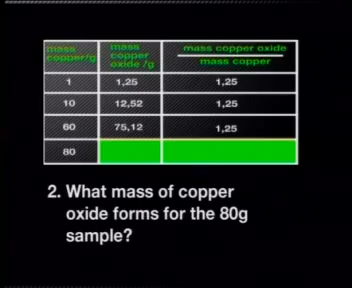 mass copper/g mass copper oxide /g mass copper oxide
mass copper
1 1,25 1,25
10 12,52 1,25
60 75,12 1,25
80
2. What mass of copper
oxide forms for the 80g
sample?